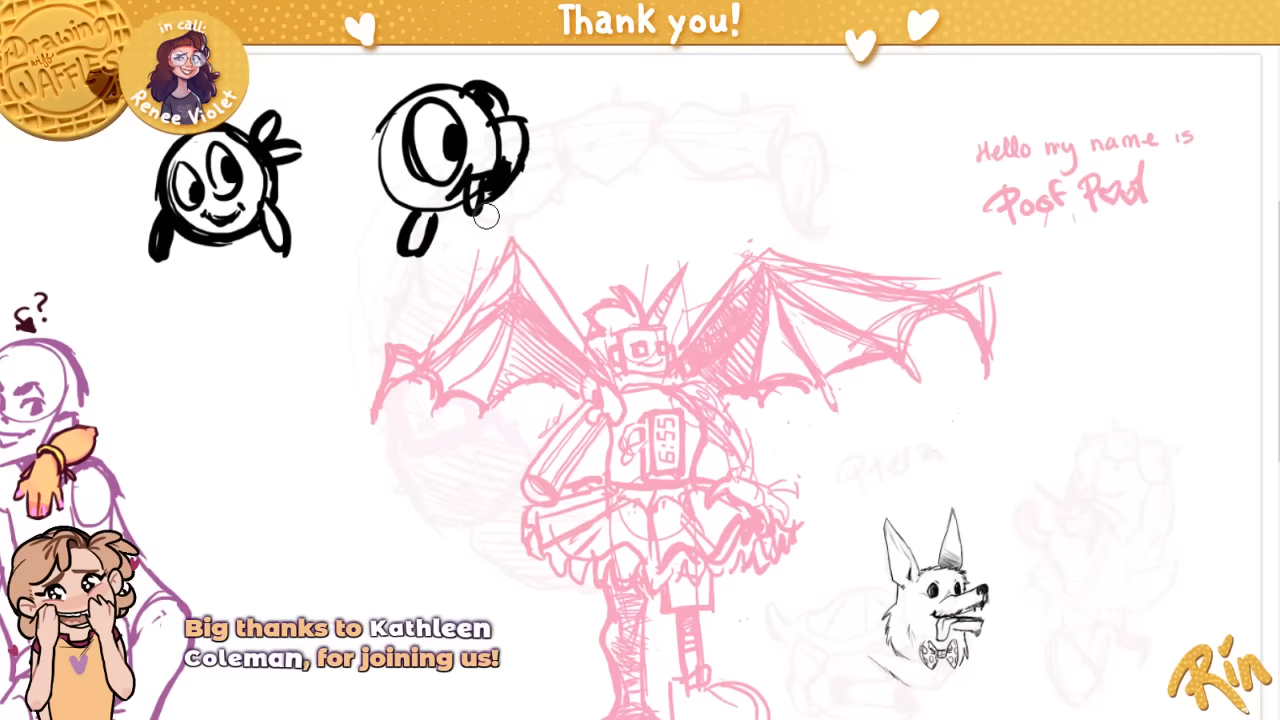 Thank you!
Drawing
with
WAFFLES
in call:
Renee Violet
Hello my name is
Poof
?
6:55
Big thanks to Kathleen
Coleman, for joining us!
Rin